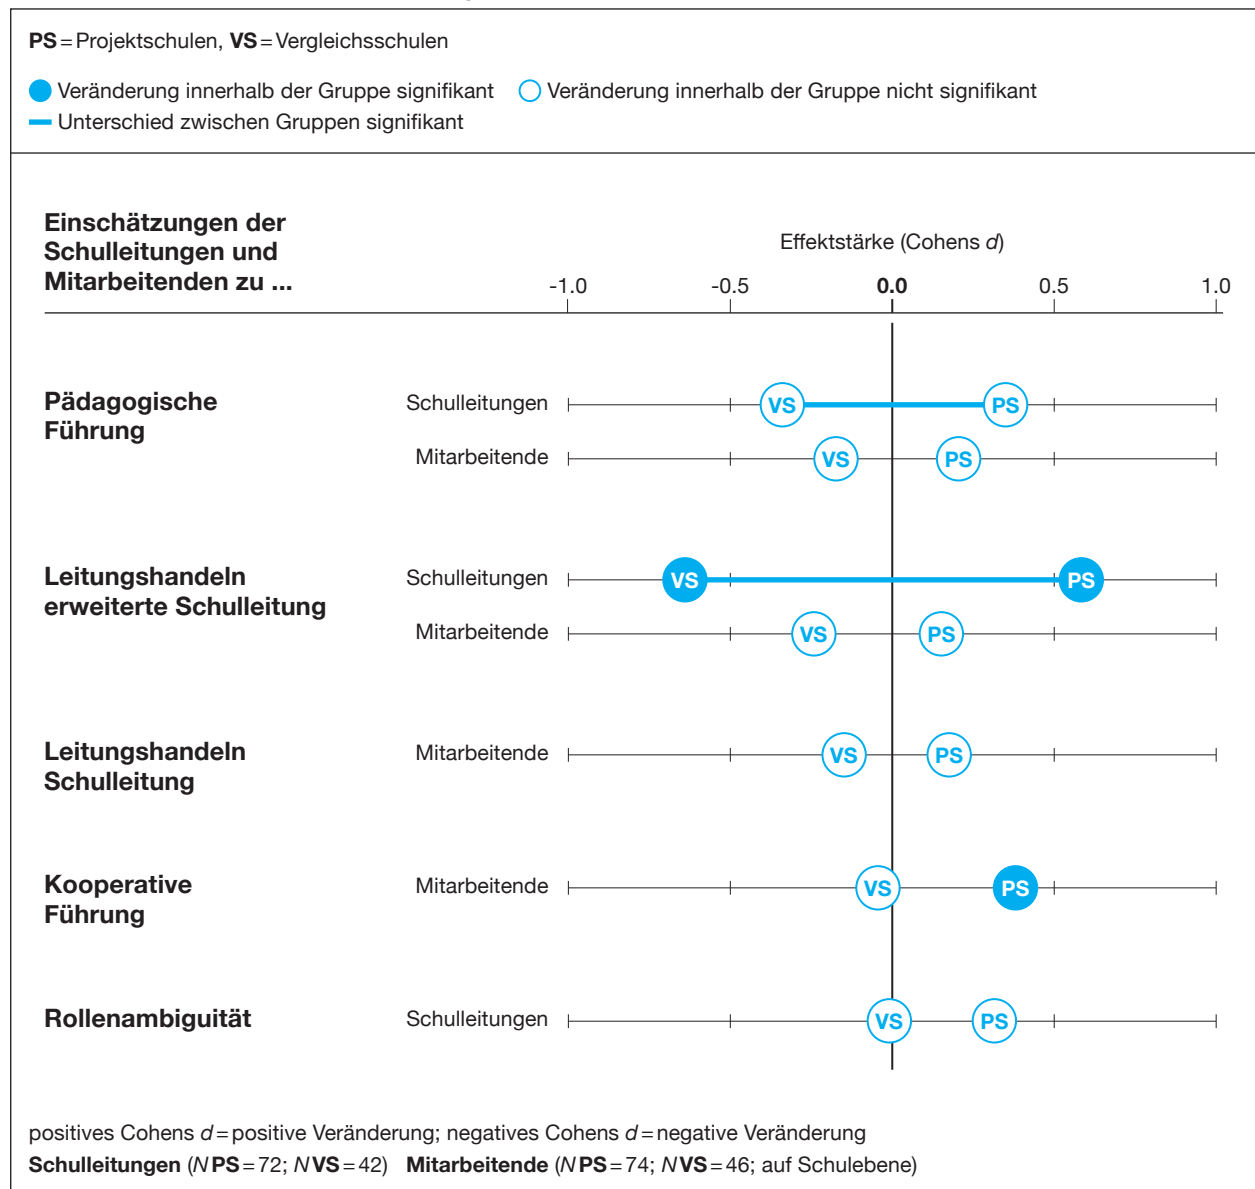 PS = Projektschulen, VS = Vergleichsschulen
Veränderung innerhalb der Gruppe signifikant Veränderung innerhalb der Gruppe nicht signifikant
Unterschied zwischen Gruppen signifikant
Einschätzungen der
Schulleitungen und
Mitarbeitenden zu ...
Effektstärke (Cohens d)
-1.0 -0.5 0.0 0.5 1.0
Pädagogische
Führung
Schulleitungen VS PS
Mitarbeitende VS PS
Leitungshandeln
erweiterte Schulleitung
Schulleitungen VS PS
Mitarbeitende VS PS
Leitungshandeln
Schulleitung
Mitarbeitende VS PS
Kooperative
Führung
Mitarbeitende VS PS
Rollenambiguität
Schulleitungen VS PS
positives Cohens d = positive Veränderung; negatives Cohens d = negative Veränderung
Schulleitungen (N PS = 72; N VS = 42) Mitarbeitende (N PS = 74; N VS = 46; auf Schulebene)